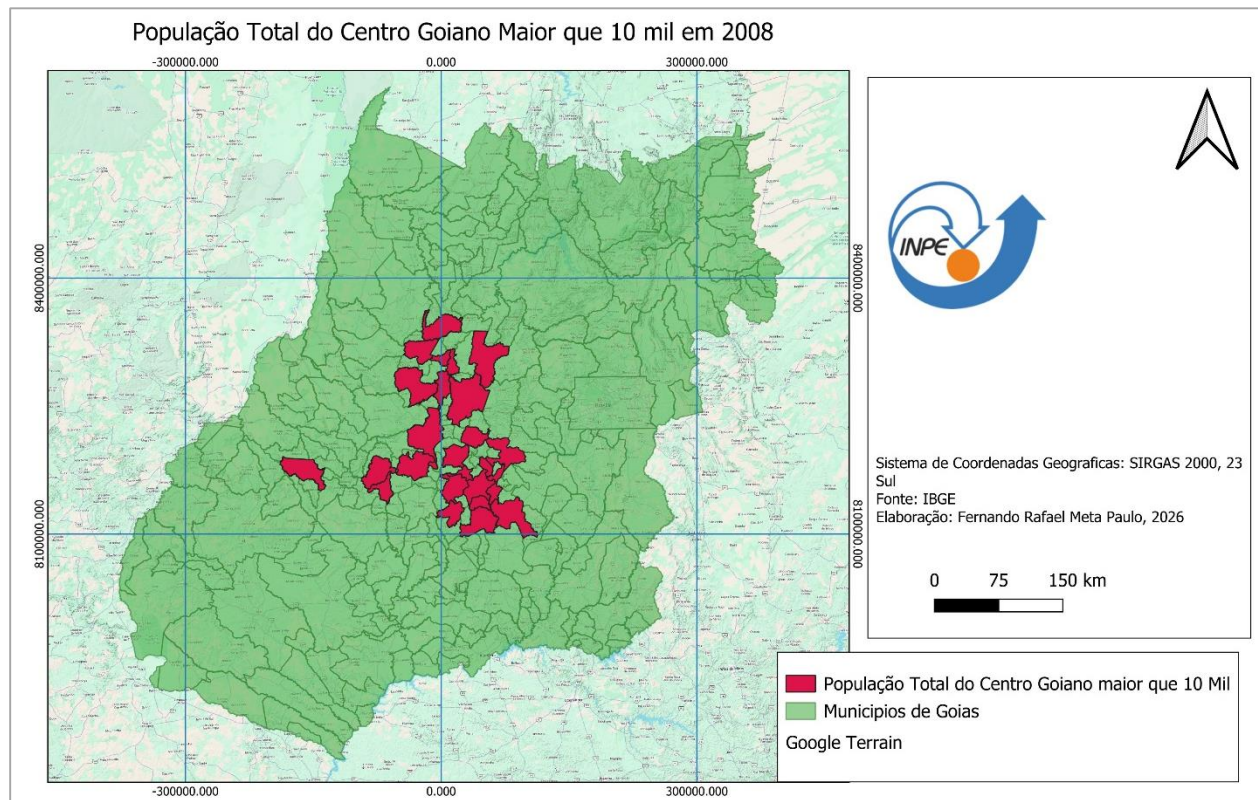 População Total do Centro Goiano Maior que 10 mil em 2008
-300000.000 0.000 300000.000
8400000.000 8400000.000
8100000.000 8100000.000
-300000.000 0.000 300000.000
INPE
Sistema de Coordenadas Geograficas: SIRGAS 2000, 23
Sul
Fonte: IBGE
Elaboração: Fernando Rafael Meta Paulo, 2026
0 75 150 km
População Total do Centro Goiano maior que 10 Mil
Municipios de Goias
Google Terrain